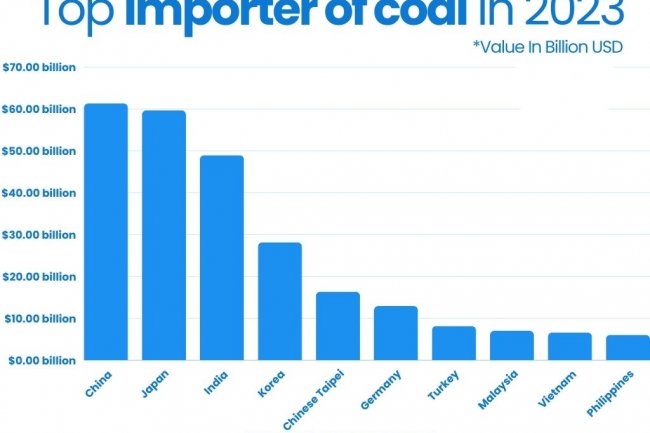 Top Importer of coal in 2023
*Value In Billion USD
$70.00 billion
$60.00 billion
$50.00 billion
$40.00 billion
$30.00 billion
$20.00 billion
$10.00 billion
$0.00 billion
China
Japan
India
Korea
Chinese Taipei
Germany
Turkey
Malaysia
Vietnam
Philippines